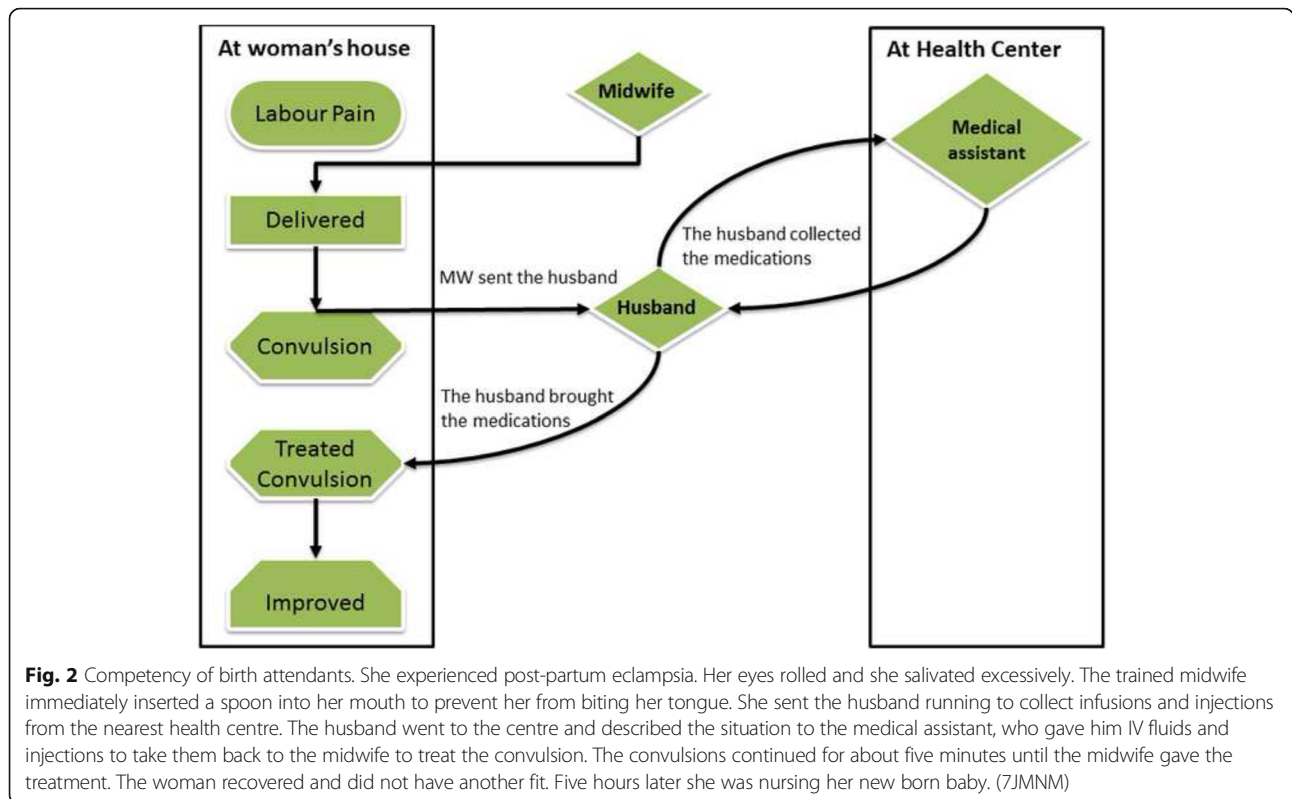 At woman's house
At Health Center
Midwife
Labour Pain
Medical
assistant
Delivered
The husband collected
the medications
MW sent the husband
Husband
Convulsion
The husband brought
the medications
Treated
Convulsion
Improved
Fig. 2 Competency of birth attendants. She experienced post-partum eclampsia. Her eyes rolled and she salivated excessively. The trained midwife
immediately inserted a spoon into her mouth to prevent her from biting her tongue. She sent the husband running to collect infusions and injections
from the nearest health centre. The husband went to the centre and described the situation to the medical assistant, who gave him IV fluids and
injections to take them back to the midwife to treat the convulsion. The convulsions continued for about five minutes until the midwife gave the
treatment. The woman recovered and did not have another fit. Five hours later she was nursing her new born baby. (7JMNM)